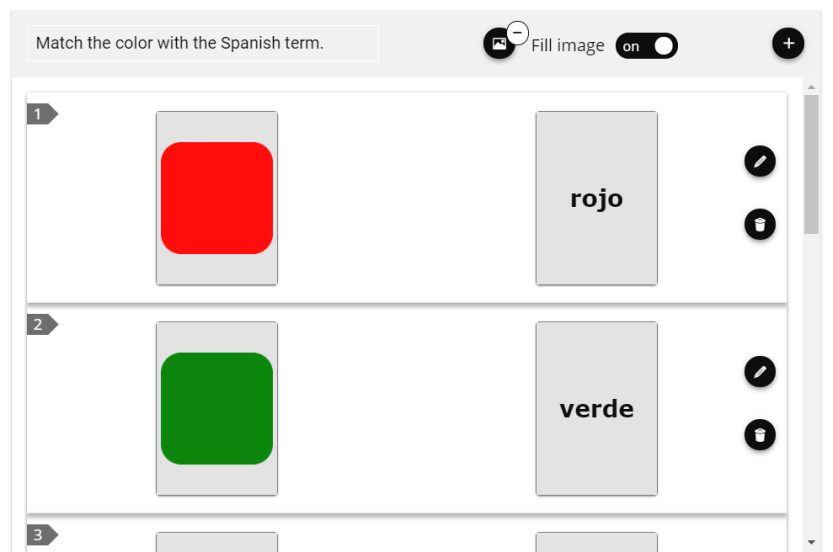 Match the color with the Spanish term.
Fill image on
1
rojo
2
verde
3